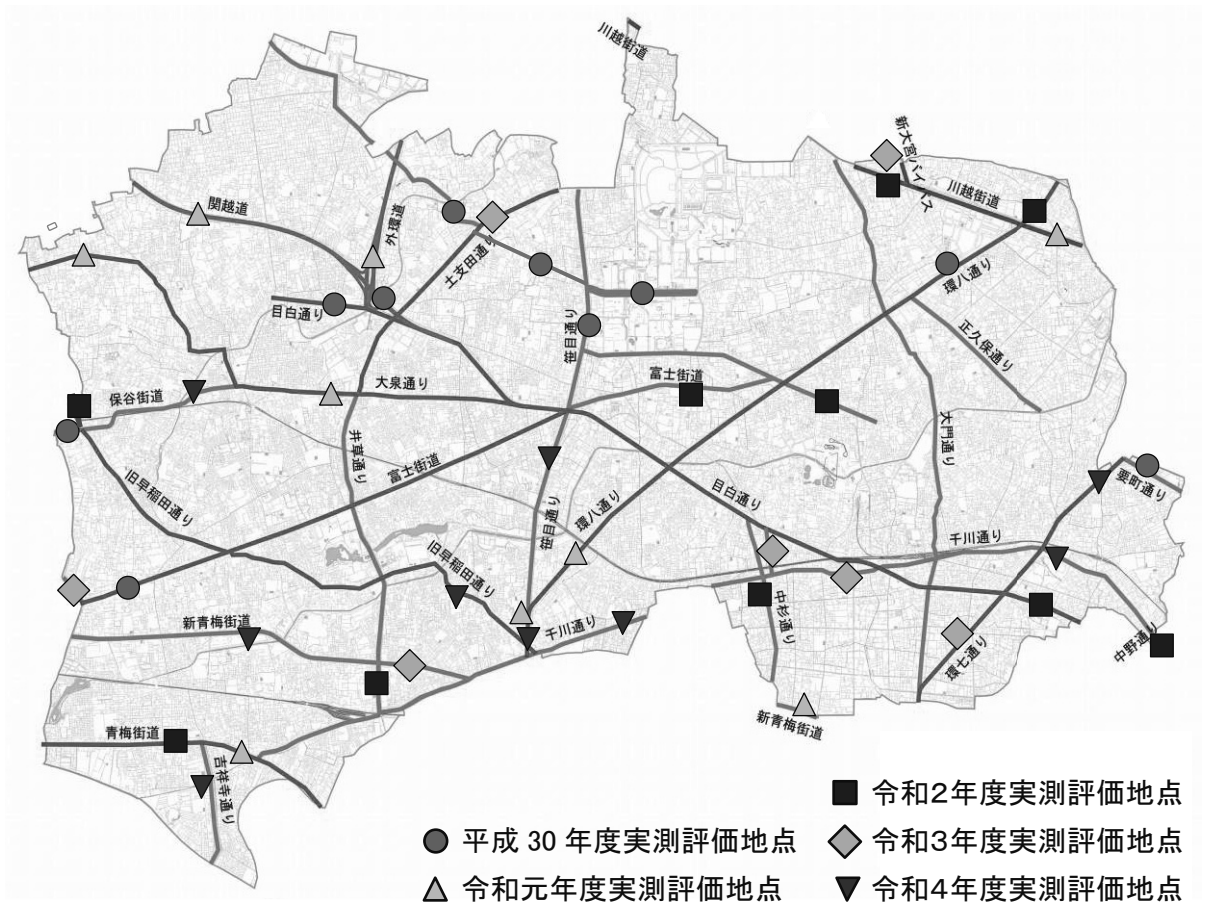 川越街道
新大宮バイパス
川越街道
関越道
外環道
土支田通り
環八通り
目白通り
笹目通り
正久保通り
富士街道
保谷街道
大泉通り
大門通り
井草通り
富士街道
旧早稲田通り
目白通り
要町通り
笹目通り
環八通り
千川通り
旧早稲田通り
新青梅街道
千川通り
中杉通り
中野通り
環七通り
新青梅街道
青梅街道
吉祥寺通り
令和2年度実測評価地点
平成 30 年度実測評価地点
令和3年度実測評価地点
令和元年度実測評価地点
令和4年度実測評価地点